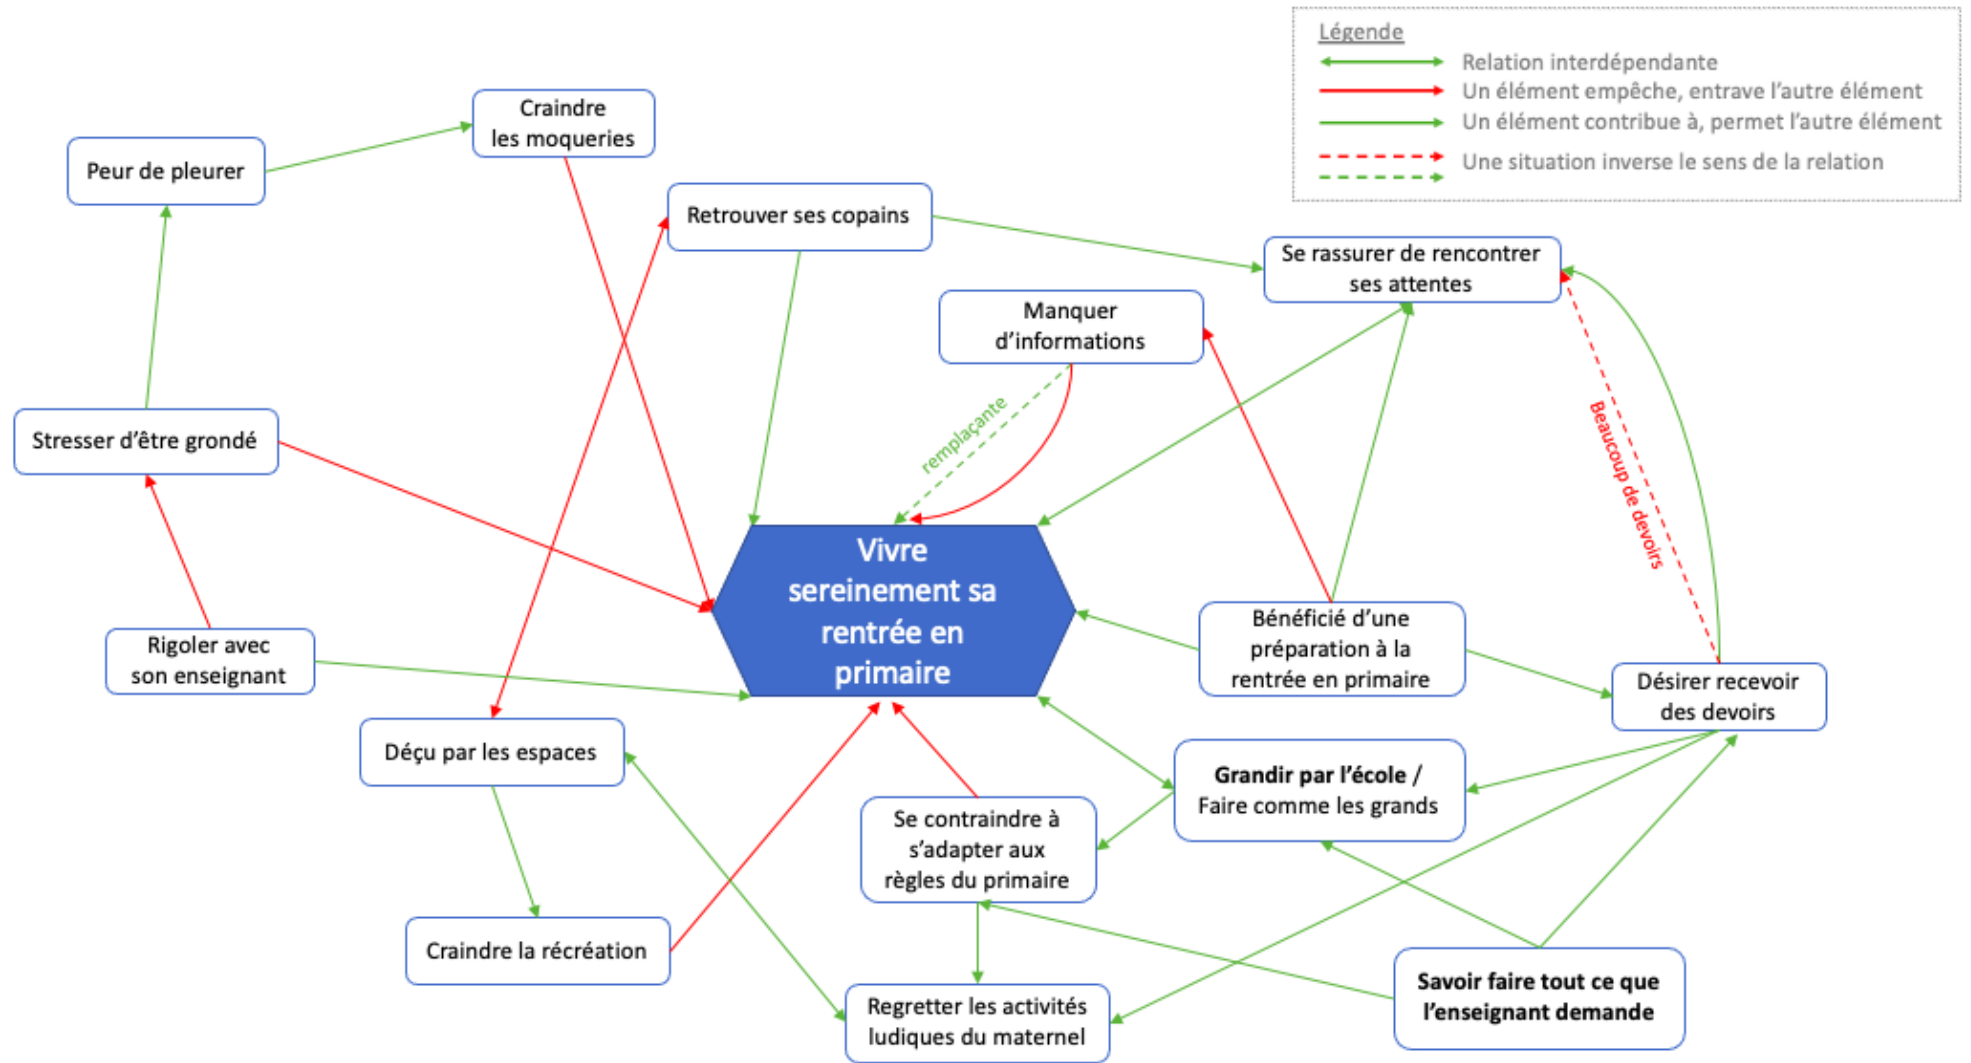 Légende
Relation interdépendante
Un élément empêche, entrave l'autre élément
Un élément contribue à, permet l'autre élément
Une situation inverse le sens de la relation
Craindre
les moqueries
Peur de pleurer
Retrouver ses copains
Se rassurer de rencontrer
ses attentes
Manquer
d'informations
remplaçante
Beaucoup de devoirs
Stresser d'être grondé
Vivre
sereinement sa
rentrée en
primaire
Rigoler avec
son enseignant
Bénéficié d'une
préparation à la
rentrée en primaire
Désirer recevoir
des devoirs
Déçu par les espaces
Grandir par l'école /
Faire comme les grands
Se contraindre à
s'adapter aux
règles du primaire
Craindre la récréation
Savoir faire tout ce que
l'enseignant demande
Regretter les activités
ludiques du maternel